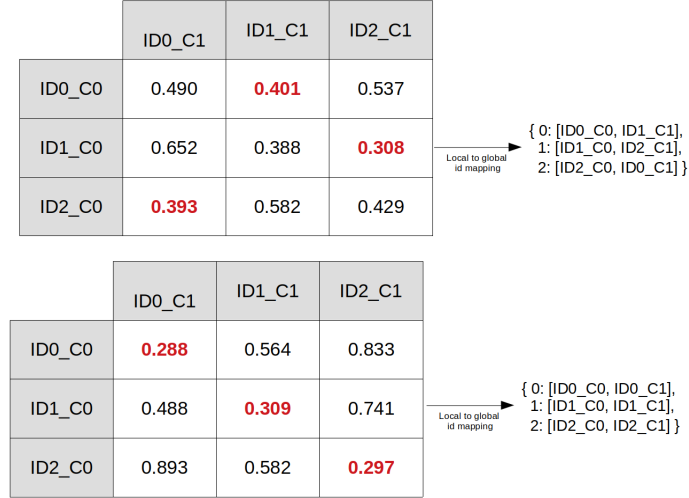 ID0_C1 ID1_C1 ID2_C1
ID0_C0 0.490 0.401 0.537
ID1_C0 0.652 0.388 0.308
ID2_C0 0.393 0.582 0.429
Local to global
id mapping
{ 0: [ID0_C0, ID1_C1],
1: [ID1_C0, ID2_C1],
2: [ID2_C0, ID0_C1] }
ID0_C1 ID1_C1 ID2_C1
ID0_C0 0.288 0.564 0.833
ID1_C0 0.488 0.309 0.741
ID2_C0 0.893 0.582 0.297
Local to global
id mapping
{ 0: [ID0_C0, ID0_C1],
1: [ID1_C0, ID1_C1],
2: [ID2_C0, ID2_C1] }